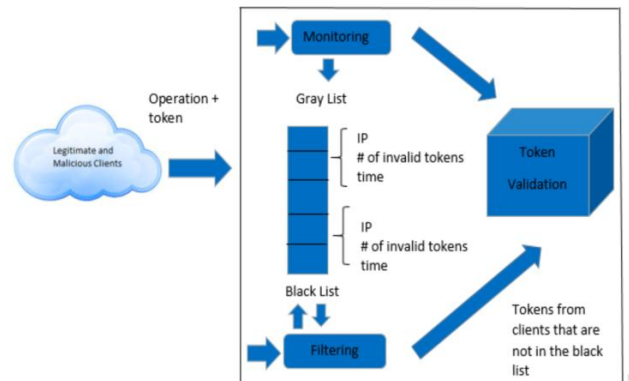 Monitoring
Operation +
token
Gray List
Legitimate and
Malicious Clients
IP
# of invalid tokens
time
Token
Validation
IP
# of invalid tokens
time
Black List
Filtering
Tokens from
clients that are
not in the black
list